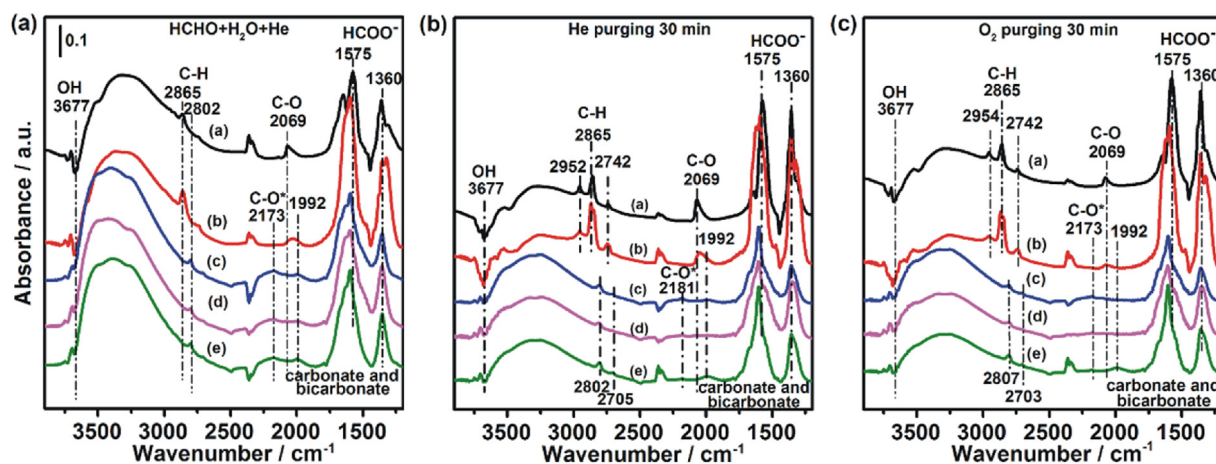 (a)
HCHO+H₂O+He
0.1
HCOO⁻
1575
1360
OH
3677
C-H
2865
2802
C-O
2069
(a)
C-O*
2173
1992
(b)
(c)
(d)
(e)
carbonate and
bicarbonate
3500 3000 2500 2000 1500
Wavenumber / cm⁻¹
Absorbance / a.u.
(b)
He purging 30 min
HCOO⁻
1575
1360
C-H
2865
2952
2742
OH
3677
C-O
2069
(a)
(b)
1992
C-O*
2181
(c)
(d)
(e)
2802
2705
carbonate and
bicarbonate
3500 3000 2500 2000 1500
Wavenumber / cm⁻¹
(c)
O₂ purging 30 min
HCOO⁻
1575
1360
C-H
2865
2954
2742
OH
3677
C-O
2069
(a)
C-O*
2173
1992
(b)
(c)
(d)
(e)
2807
2703
carbonate and
bicarbonate
3500 3000 2500 2000 1500
Wavenumber / cm⁻¹